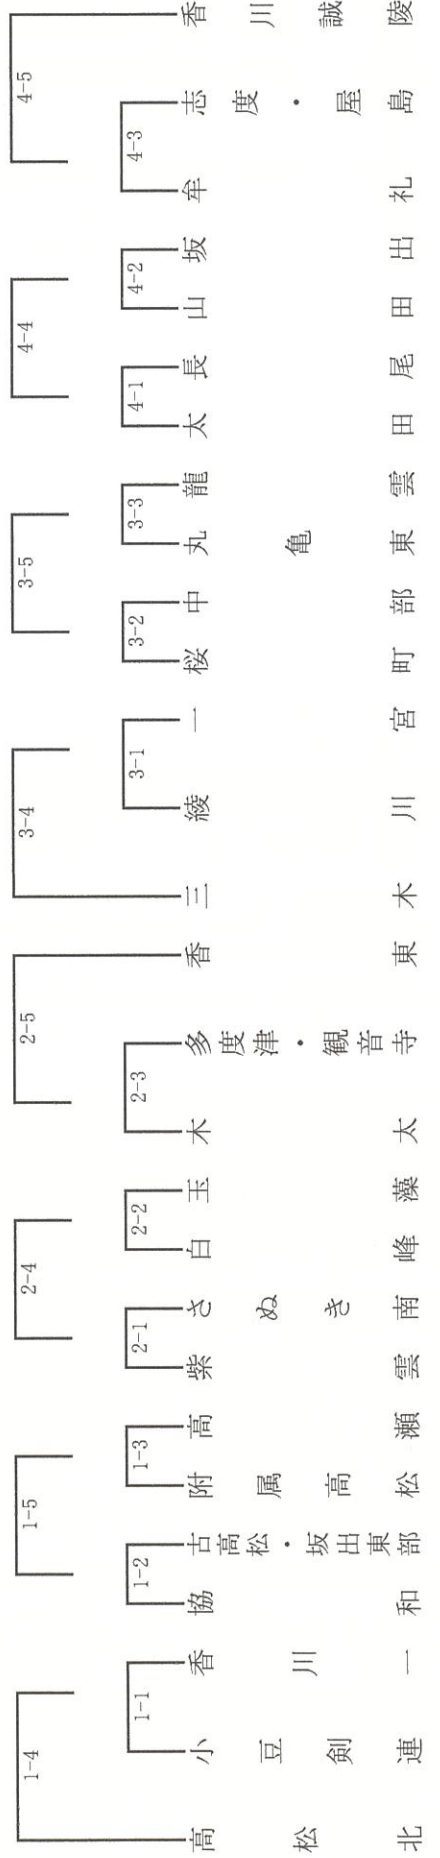 1-4
1-5
2-4
2-5
3-4
3-5
4-4
4-5
1-1
1-2
1-3
2-1
2-2
2-3
3-1
3-2
3-3
4-1
4-2
4-3
高松北
小豆剣連
香川一
協和
古高松・坂出東部
附属高松
高瀬
紫雲
さぬき南
白峰
玉藻
木太
多度津・観音寺
香東
三木
綾川
一宮
桜町
中部
丸亀東
龍雲
太田
長尾
山田
坂出
牟礼
志度・屋島
香川誠陵